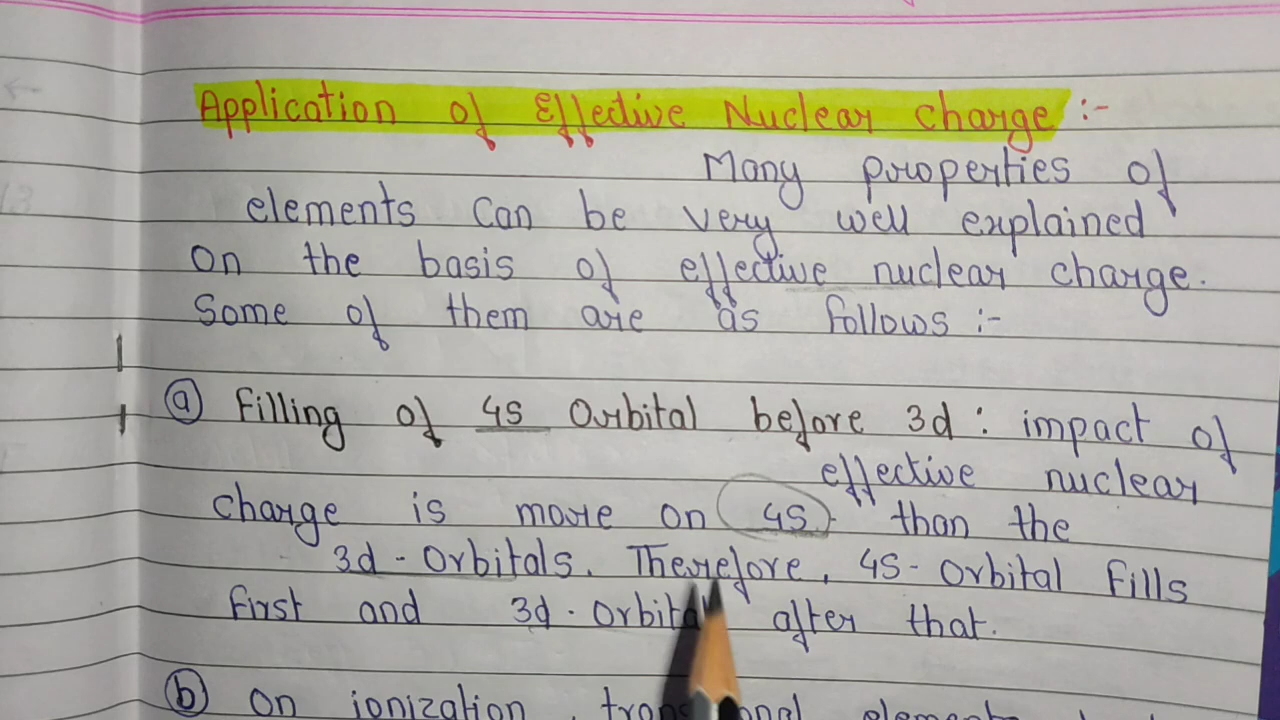 Application of Effective Nuclear charge :-
Many properties of
elements can be very well explained
on the basis of effective nuclear charge.
Some of them are as follows :-
(a) Filling of 4s Orbital before 3d : impact of
effective nuclear
charge is more on 4s than the
3d - Orbitals. Therefore, 4s - Orbital fills
first and 3d - Orbital after that.
(b) on ionization,